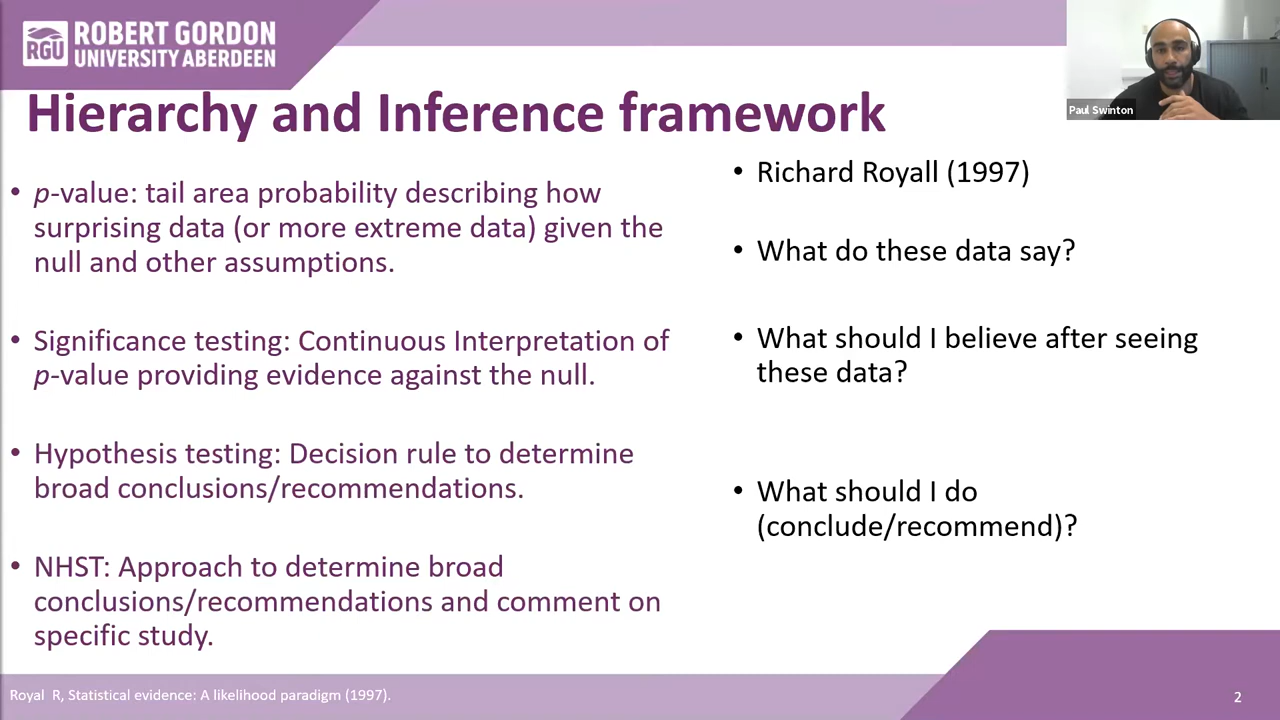 RGU
ROBERT GORDON
UNIVERSITY ABERDEEN
Paul Swinton
Hierarchy and Inference framework
• p-value: tail area probability describing how
surprising data (or more extreme data) given the
null and other assumptions.
• Significance testing: Continuous Interpretation of
p-value providing evidence against the null.
• Hypothesis testing: Decision rule to determine
broad conclusions/recommendations.
• NHST: Approach to determine broad
conclusions/recommendations and comment on
specific study.
• Richard Royall (1997)
• What do these data say?
• What should I believe after seeing
these data?
• What should I do
(conclude/recommend)?
Royal R, Statistical evidence: A likelihood paradigm (1997).
2